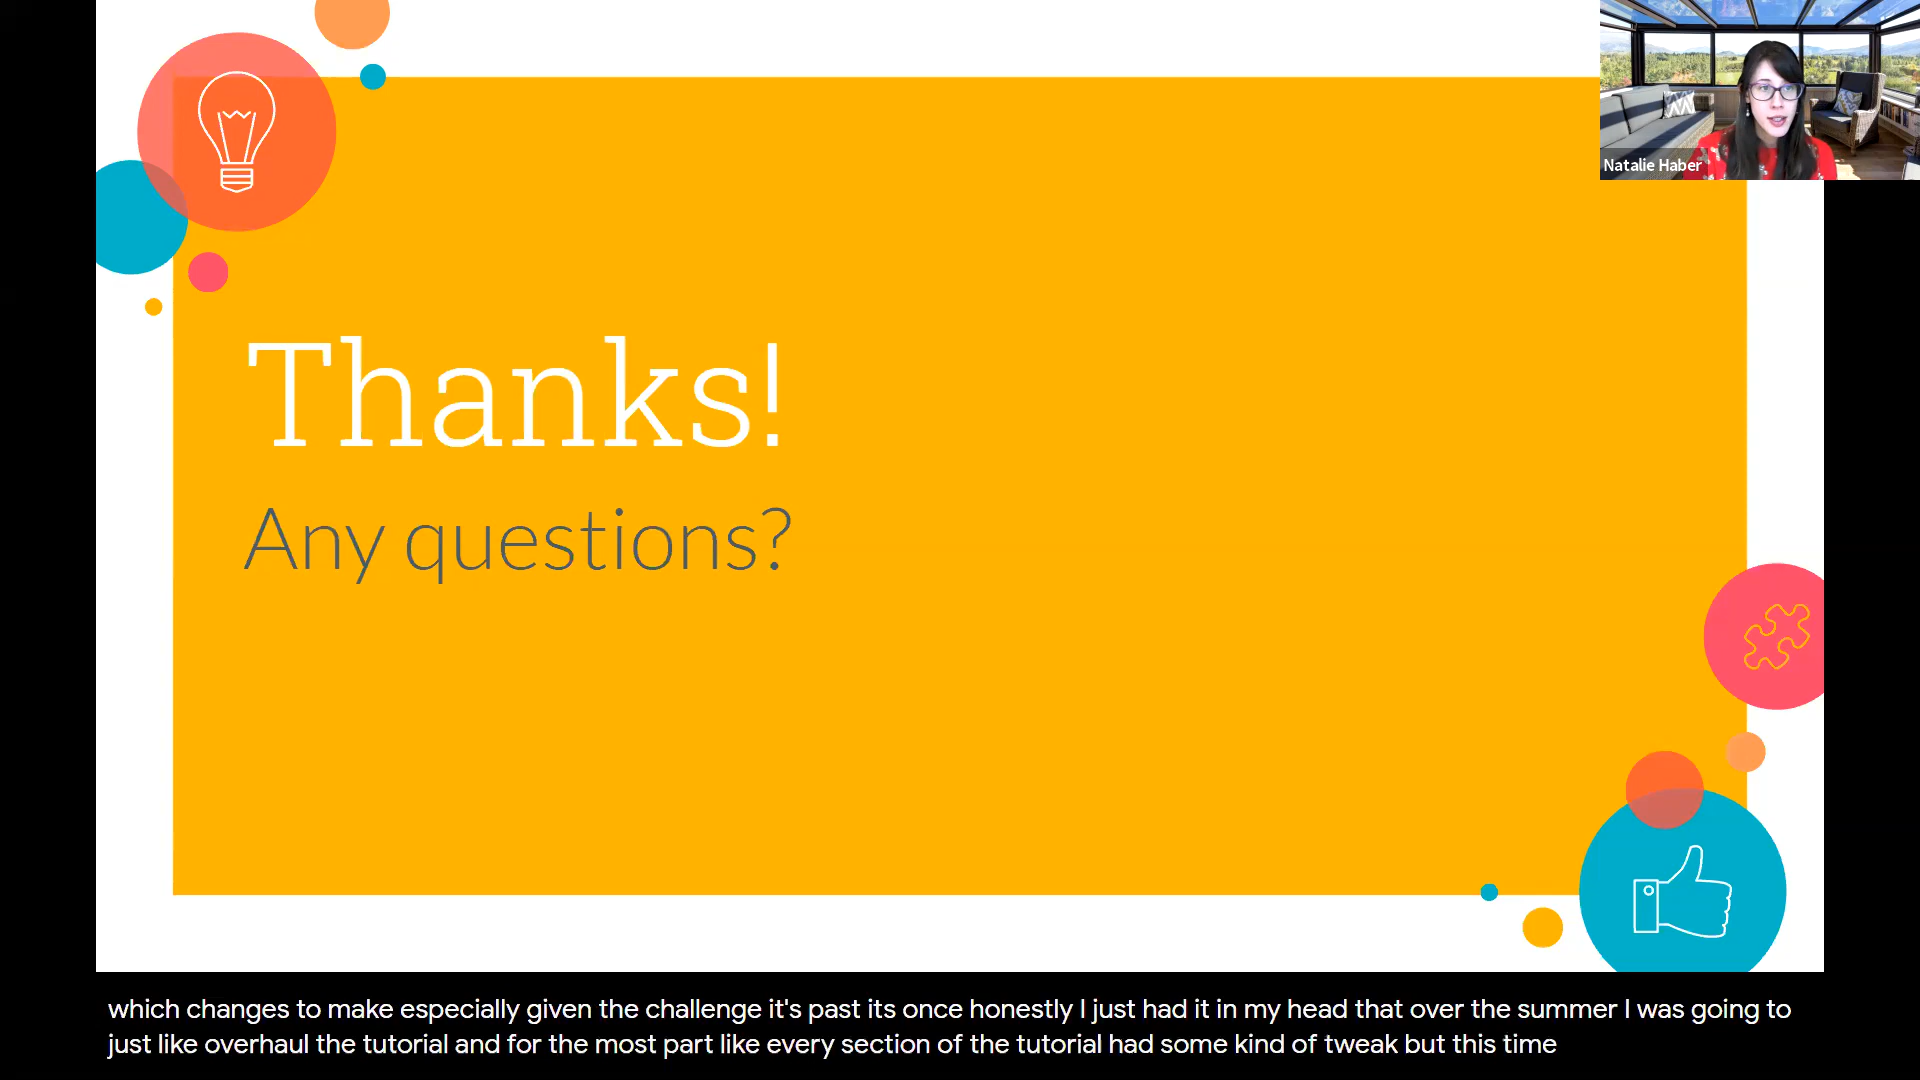 Natalie Haber
Thanks!
Any questions?
which changes to make especially given the challenge it's past its once honestly I just had it in my head that over the summer I was going to
just like overhaul the tutorial and for the most part like every section of the tutorial had some kind of tweak but this time